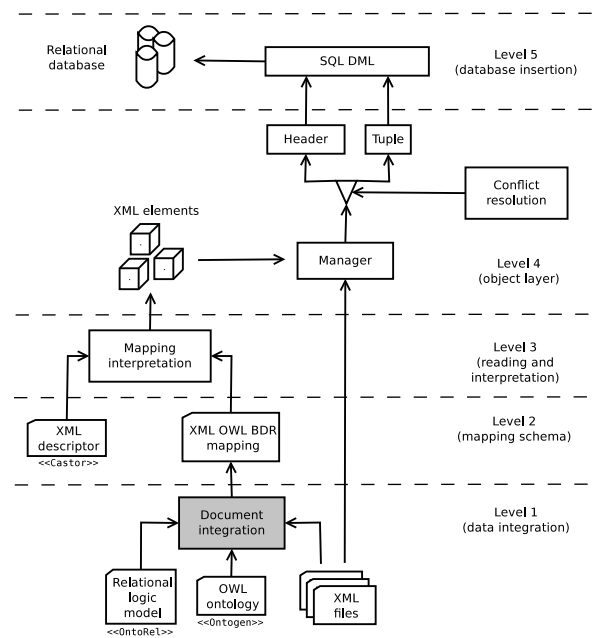 Relational
database
SQL DML
Level 5
(database insertion)
Header
Tuple
Conflict
resolution
XML elements
Manager
Level 4
(object layer)
Mapping
interpretation
Level 3
(reading and
interpretation)
XML
descriptor
<<Castor>>
XML OWL BDR
mapping
Level 2
(mapping schema)
Document
integration
Level 1
(data integration)
Relational
logic
model
<<OntoRel>>
OWL
ontology
<<Ontogen>>
XML
files